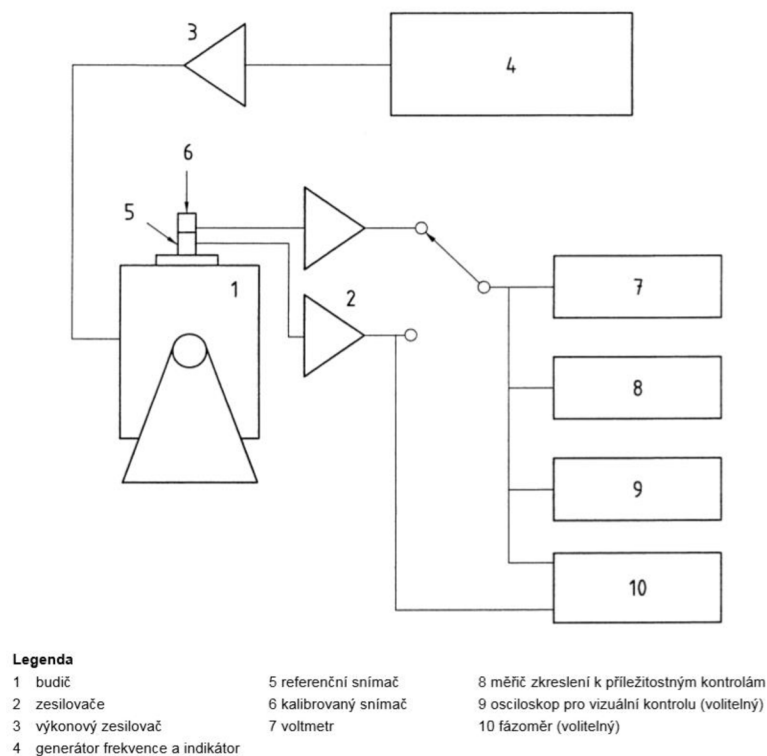 3
4
6
5
1
2
7
8
9
10
Legenda
1 budič
2 zesilovače
3 výkonový zesilovač
4 generátor frekvence a indikátor
5 referenční snímač
6 kalibrovaný snímač
7 voltmetr
8 měřič zkreslení k příležitostným kontrolám
9 osciloskop pro vizuální kontrolu (volitelný)
10 fázoměr (volitelný)